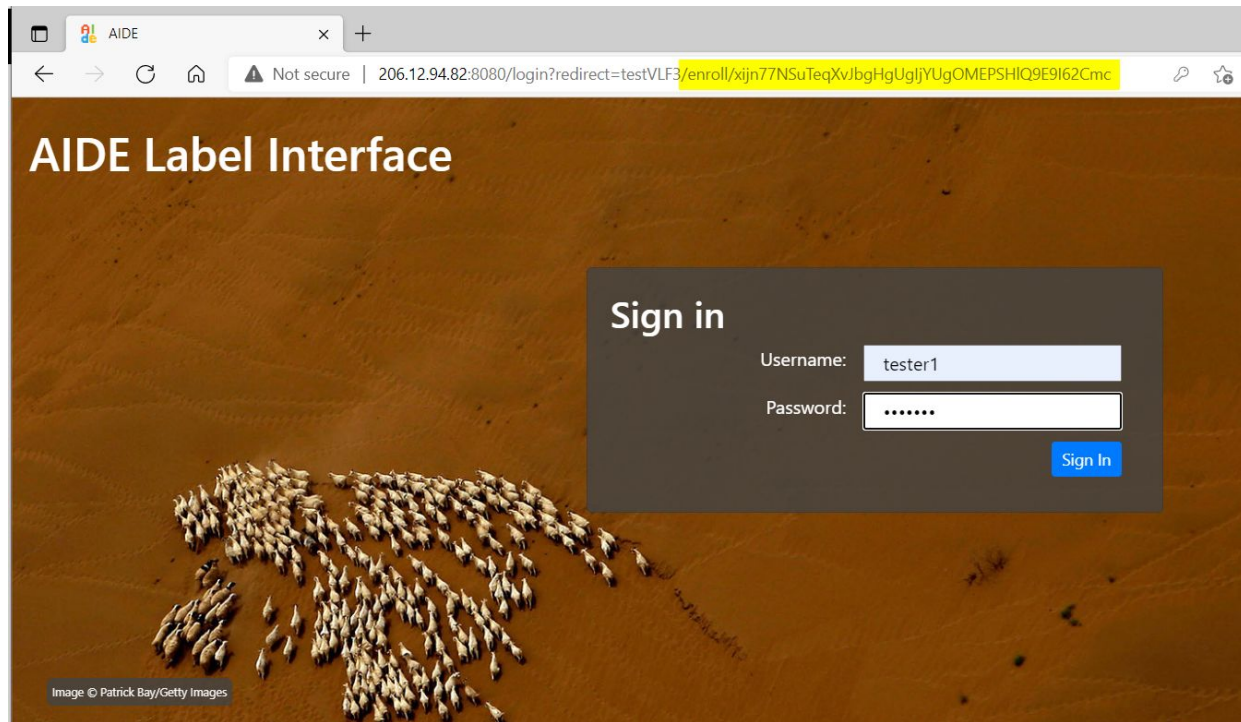 AIDE
Not secure | 206.12.94.82:8080/login?redirect=testVLF3/enroll/xijn77NSuTeqXvJbgHgUgIjYUgOMEPSHlQ9E9I62Cmc
AIDE Label Interface
Sign in
Username: tester1
Password: •••••••
Sign In
Image © Patrick Bay/Getty Images